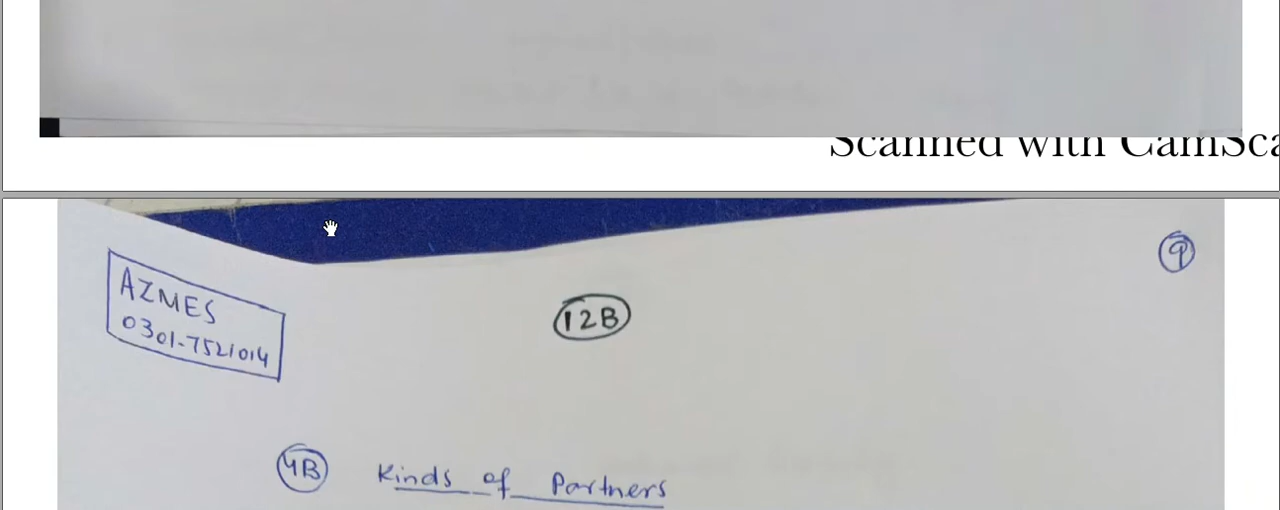 Scanned with CamSca
9
AZMES
0301-7521014
12B
4B Kinds of Partners